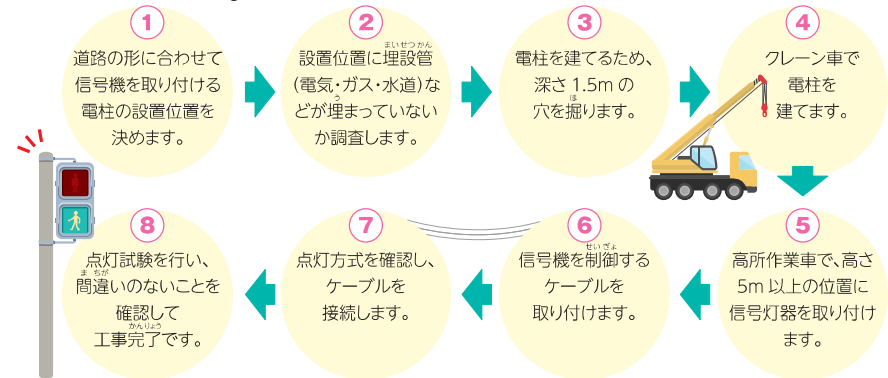 ①
道路の形に合わせて
信号機を取り付ける
電柱の設置位置を
決めます。
②
まいせつかん
設置位置に埋設管
(電気・ガス・水道)な
う
どが埋まっていない
か調査します。
③
電柱を建てるため、
深さ1.5mの
ほ
穴を掘ります。
④
クレーン車で
電柱を
建てます。
⑤
高所作業車で、高さ
5m以上の位置に
信号灯器を取り付け
ます。
⑥
せいぎょ
信号機を制御する
ケーブルを
取り付けます。
⑦
点灯方式を確認し、
ケーブルを
接続します。
⑧
点灯試験を行い、
まちが
間違いのないことを
確認して
かんりょう
工事完了です。